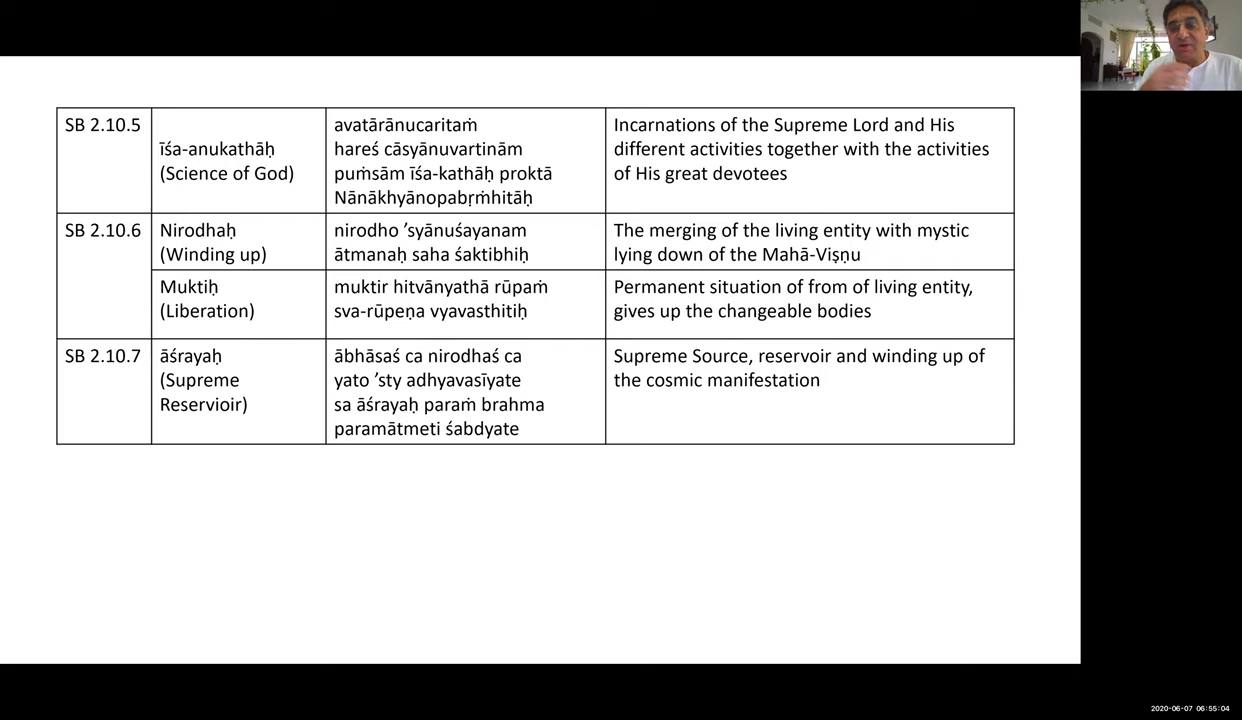 SB 2.10.5
īśa-anukathāḥ
(Science of God)
avatārānucaritaṁ
hareś cāsyānuvartinām
puṁsām īśa-kathāḥ proktā
Nānākhyānopabṛṁhitāḥ
Incarnations of the Supreme Lord and His
different activities together with the activities
of His great devotees
SB 2.10.6
Nirodhaḥ
(Winding up)
nirodho ’syānuśayanam
ātmanaḥ saha śaktibhiḥ
The merging of the living entity with mystic
lying down of the Mahā-Viṣṇu
Muktiḥ
(Liberation)
muktir hitvānyathā rūpaṁ
sva-rūpeṇa vyavasthitiḥ
Permanent situation of from of living entity,
gives up the changeable bodies
SB 2.10.7
āśrayaḥ
(Supreme
Reservioir)
ābhāsaś ca nirodhaś ca
yato ’sty adhyavasīyate
sa āśrayaḥ paraṁ brahma
paramātmeti śabdyate
Supreme Source, reservoir and winding up of
the cosmic manifestation
2020-06-07 06:55:04